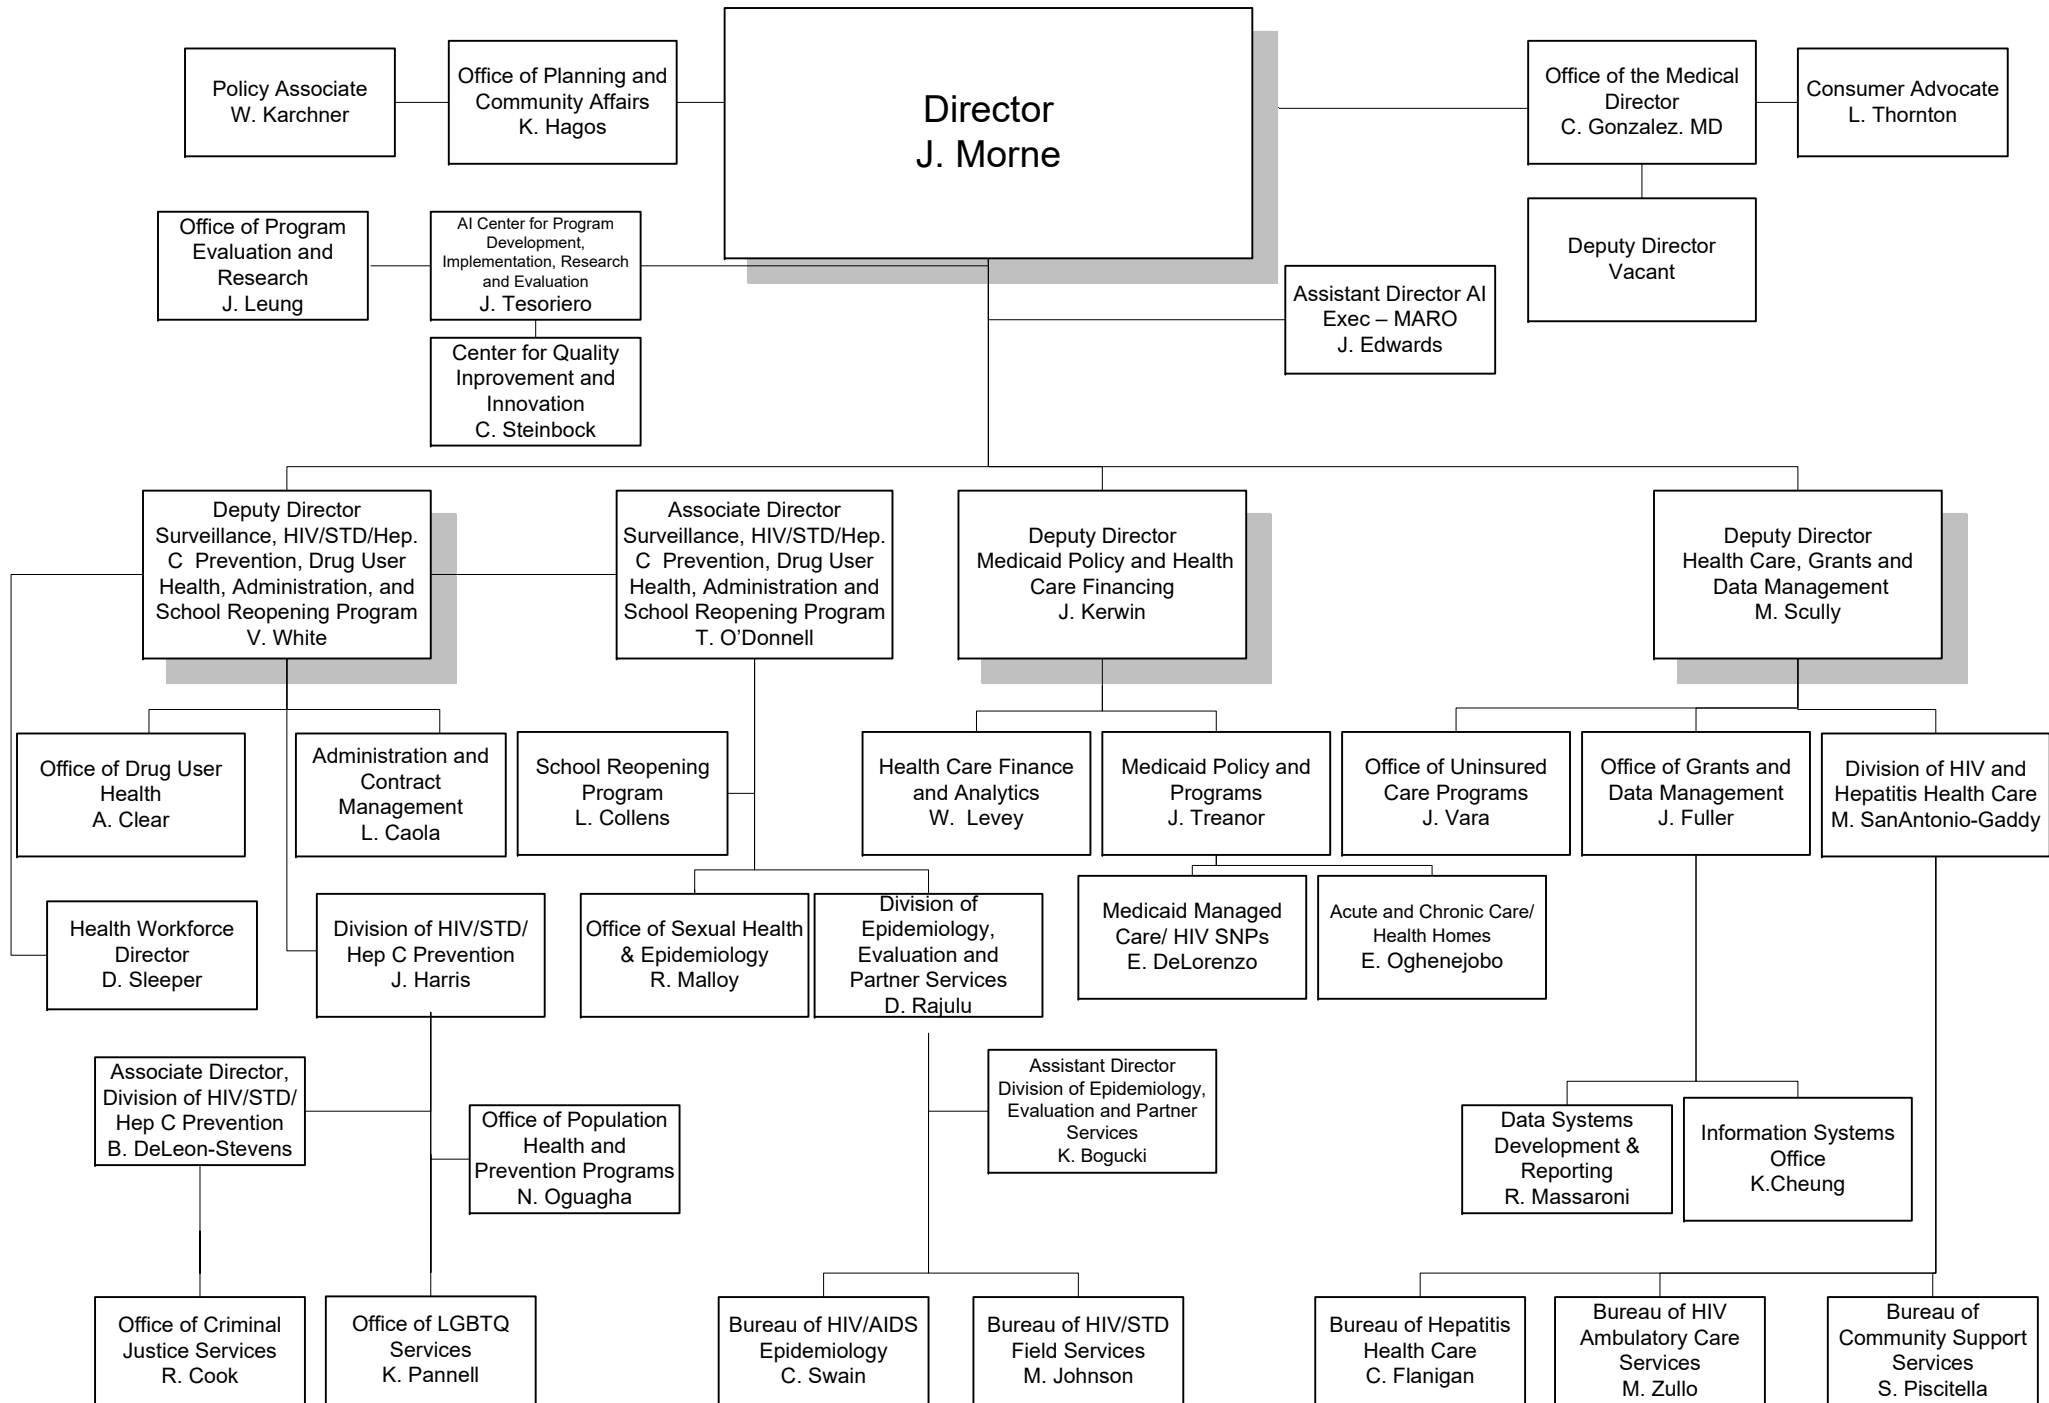 Director
J. Morne
Policy Associate
W. Karchner
Office of Planning and
Community Affairs
K. Hagos
Office of the Medical
Director
C. Gonzalez. MD
Consumer Advocate
L. Thornton
Office of Program
Evaluation and
Research
J. Leung
AI Center for Program
Development,
Implementation, Research
and Evaluation
J. Tesoriero
Deputy Director
Vacant
Assistant Director AI
Exec – MARO
J. Edwards
Center for Quality
Inprovement and
Innovation
C. Steinbock
Deputy Director
Surveillance, HIV/STD/Hep.
C  Prevention, Drug User
Health, Administration, and
School Reopening Program
V. White
Associate Director
Surveillance, HIV/STD/Hep.
C  Prevention, Drug User
Health, Administration and
School Reopening Program
T. O’Donnell
Deputy Director
Medicaid Policy and Health
Care Financing
J. Kerwin
Deputy Director
Health Care, Grants and
Data Management
M. Scully
Office of Drug User
Health
A. Clear
Administration and
Contract
Management
L. Caola
School Reopening
Program
L. Collens
Health Care Finance
and Analytics
W.  Levey
Medicaid Policy and
Programs
J. Treanor
Office of Uninsured
Care Programs
J. Vara
Office of Grants and
Data Management
J. Fuller
Division of HIV and
Hepatitis Health Care
M. SanAntonio-Gaddy
Health Workforce
Director
D. Sleeper
Division of HIV/STD/
Hep C Prevention
J. Harris
Office of Sexual Health
& Epidemiology
R. Malloy
Division of
Epidemiology,
Evaluation and
Partner Services
D. Rajulu
Medicaid Managed
Care/ HIV SNPs
E. DeLorenzo
Acute and Chronic Care/
Health Homes
E. Oghenejobo
Associate Director,
Division of HIV/STD/
Hep C Prevention
B. DeLeon-Stevens
Office of Population
Health and
Prevention Programs
N. Oguagha
Assistant Director
Division of Epidemiology,
Evaluation and Partner
Services
K. Bogucki
Data Systems
Development &
Reporting
R. Massaroni
Information Systems
Office
K.Cheung
Office of Criminal
Justice Services
R. Cook
Office of LGBTQ
Services
K. Pannell
Bureau of HIV/AIDS
Epidemiology
C. Swain
Bureau of HIV/STD
Field Services
M. Johnson
Bureau of Hepatitis
Health Care
C. Flanigan
Bureau of HIV
Ambulatory Care
Services
M. Zullo
Bureau of
Community Support
Services
S. Piscitella